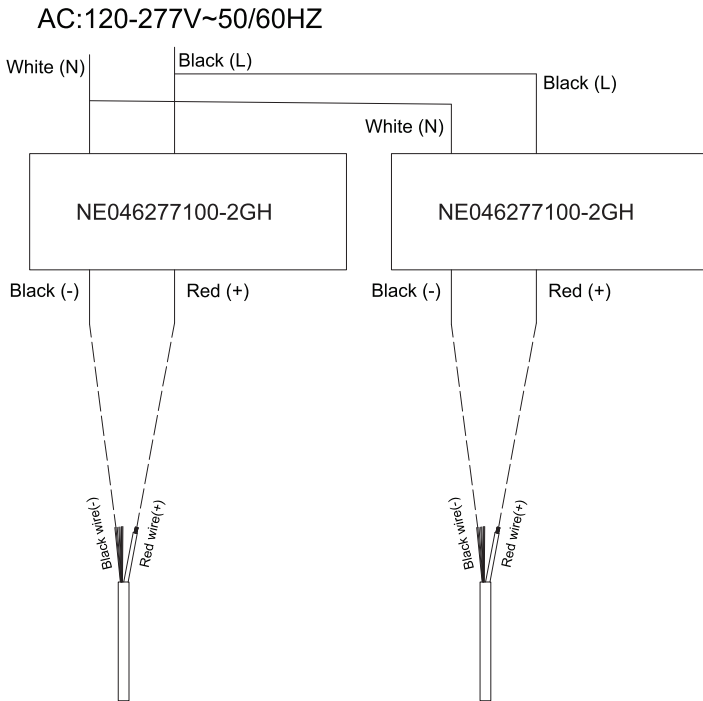 AC:120-277V~50/60HZ
White (N)
Black (L)
Black (L)
White (N)
NE046277100-2GH
NE046277100-2GH
Black (-)
Red (+)
Black (-)
Red (+)
Black wire(-)
Red wire(+)
Black wire(-)
Red wire(+)